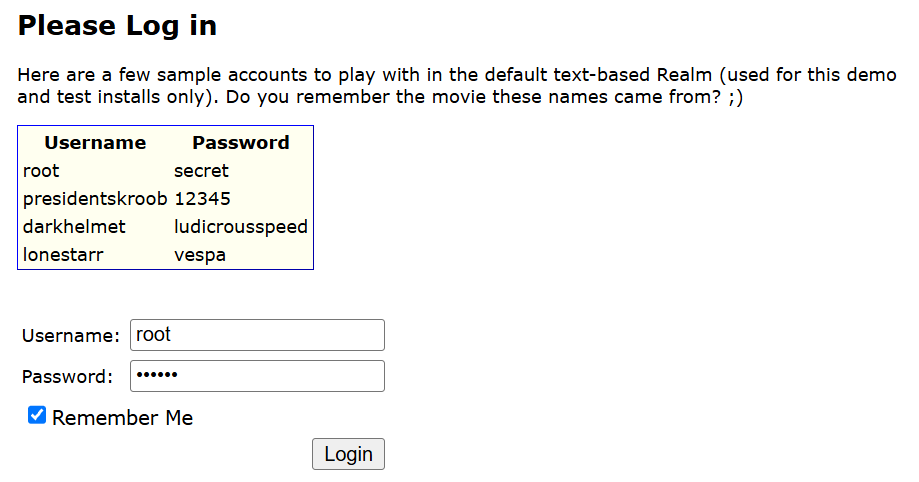 Please Log in
Here are a few sample accounts to play with in the default text-based Realm (used for this demo
and test installs only). Do you remember the movie these names came from? ;)
Username Password
root secret
presidentskroob 12345
darkhelmet ludicrousspeed
lonestarr vespa
Username: root
Password: ••••••
Remember Me
Login